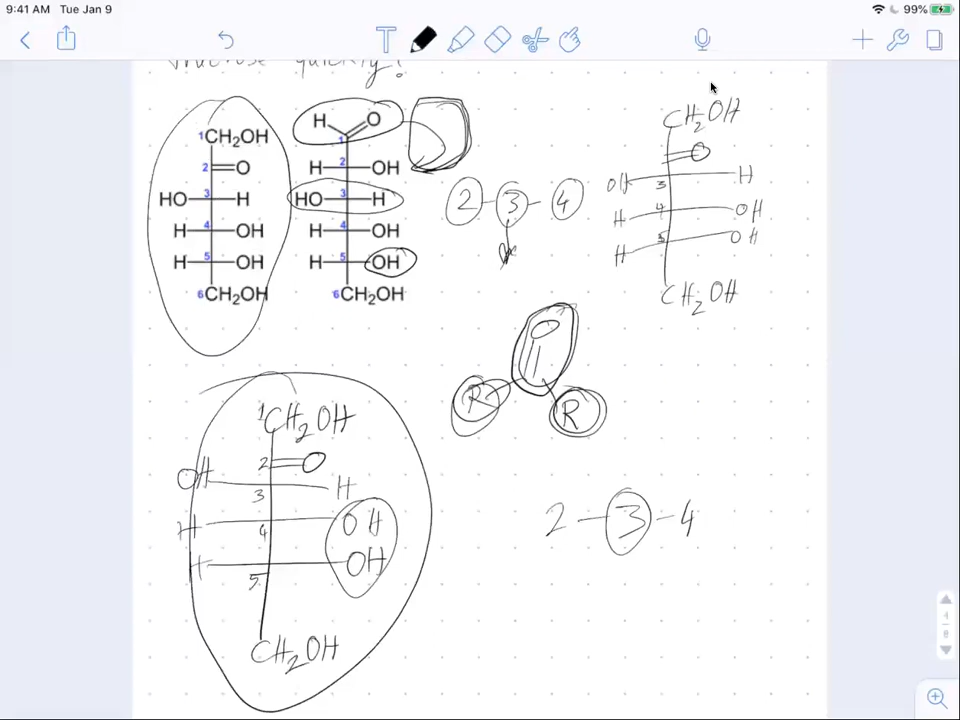 9:41 AM Tue Jan 9
99%
T
quickly!
1CH₂OH
2 O
HO 3 H
H 4 OH
H 5 OH
6CH₂OH
H O
1
H 2 OH
HO 3 H
H 4 OH
H 5 OH
6CH₂OH
2 - 3 - 4
CH₂OH
O
OH 3 H
H 4 OH
H 5 OH
CH₂OH
O
R R
1CH₂OH
2 O
OH 3 H
H 4 OH
H 5 OH
CH₂OH
2 - 3 - 4